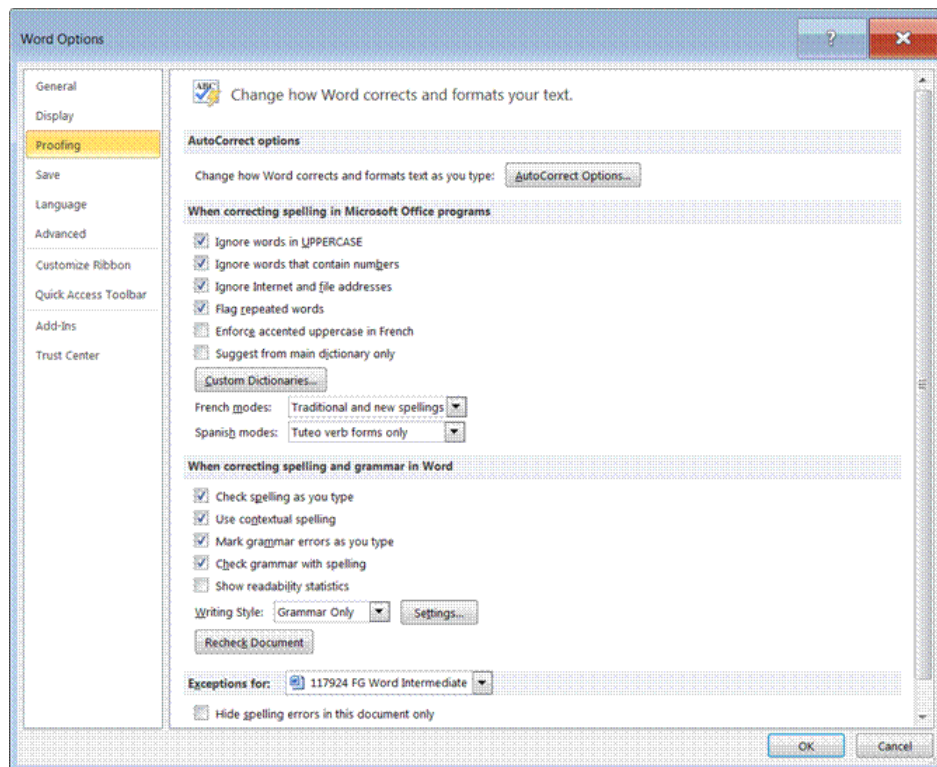 Word Options
?
General
Display
Proofing
Save
Language
Advanced
Customize Ribbon
Quick Access Toolbar
Add-Ins
Trust Center
ABC
Change how Word corrects and formats your text.
AutoCorrect options
Change how Word corrects and formats text as you type: AutoCorrect Options...
When correcting spelling in Microsoft Office programs
Ignore words in UPPERCASE
Ignore words that contain numbers
Ignore Internet and file addresses
Flag repeated words
Enforce accented uppercase in French
Suggest from main dictionary only
Custom Dictionaries...
French modes: Traditional and new spellings
Spanish modes: Tuteo verb forms only
When correcting spelling and grammar in Word
Check spelling as you type
Use contextual spelling
Mark grammar errors as you type
Check grammar with spelling
Show readability statistics
Writing Style: Grammar Only Settings...
Recheck Document
Exceptions for: 117924 FG Word Intermediate
Hide spelling errors in this document only
OK Cancel